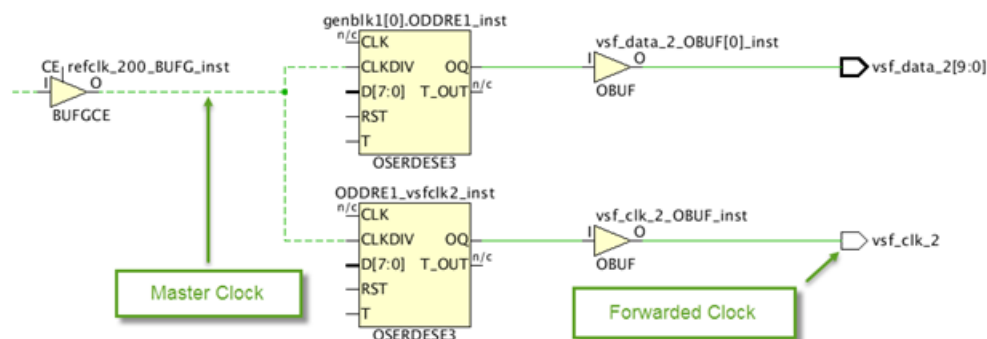 genblk1[0].ODDRE1_inst
n/c CLK
CLKDIV OQ
D[7:0] T_OUT n/c
RST
T
OSERDESE3
CE refclk_200_BUFG_inst
I O
BUFGCE
vsf_data_2_OBUF[0]_inst
I O
OBUF
vsf_data_2[9:0]
ODDRE1_vsfclk2_inst
n/c CLK
CLKDIV OQ
D[7:0] T_OUT n/c
RST
T
OSERDESE3
vsf_clk_2_OBUF_inst
I O
OBUF
vsf_clk_2
Master Clock
Forwarded Clock